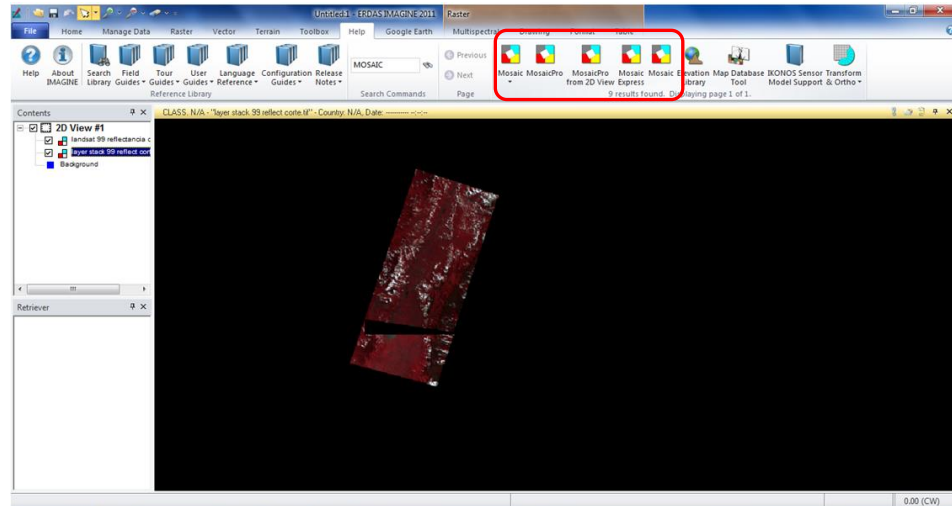 Untitled:1 - ERDAS IMAGINE 2011 Raster
File Home Manage Data Raster Vector Terrain Toolbox Help Google Earth Multispectral Drawing Format Table
Help About IMAGINE Search Library Field Guides Tour Guides User Guides Language Reference Configuration Guides Release Notes
MOSAIC
Previous
Next
Mosaic MosaicPro MosaicPro from 2D View Mosaic Express Mosaic Elevation Library Map Database Tool IKONOS Sensor Model Support Transform & Ortho
Reference Library Search Commands Page 9 results found. Displaying page 1 of 1.
Contents
CLASS. N/A - "layer stack 99 reflect corte.tif" - County: N/A, Date: ---------- --:--:--
2D View #1
landsat 99 reflectancia c
layer stack 99 reflect cort
Background
Retriever
0.00 (CW)